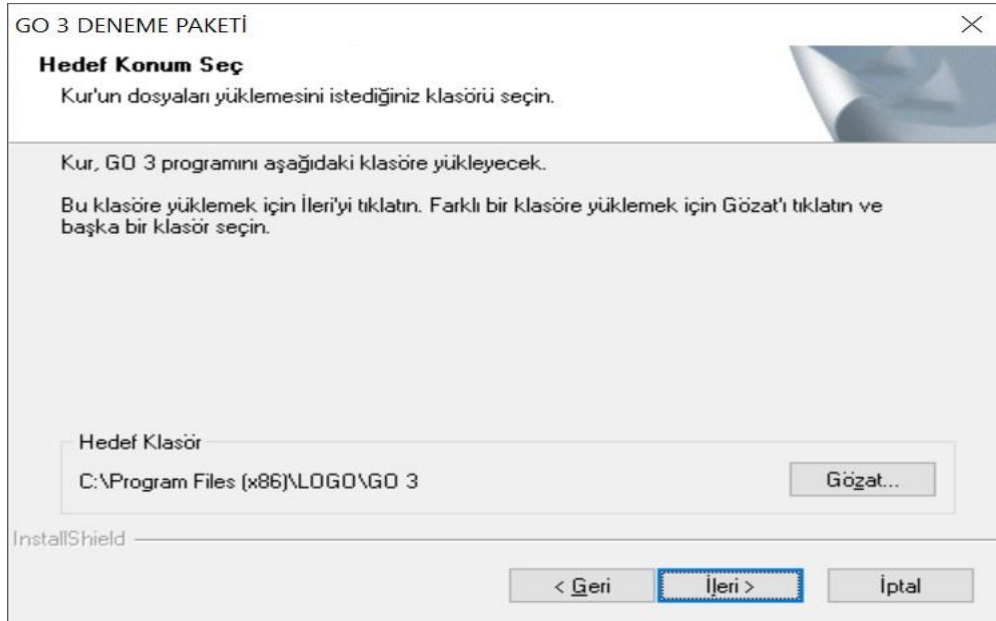 GO 3 DENEME PAKETİ
Hedef Konum Seç
Kur'un dosyaları yüklemesini istediğiniz klasörü seçin.
Kur, GO 3 programını aşağıdaki klasöre yükleyecek.
Bu klasöre yüklemek için İleri'yi tıklatın. Farklı bir klasöre yüklemek için Gözat'ı tıklatın ve
başka bir klasör seçin.
Hedef Klasör
C:\Program Files (x86)\LOGO\GO 3
Gözat...
InstallShield
< Geri
İleri >
İptal